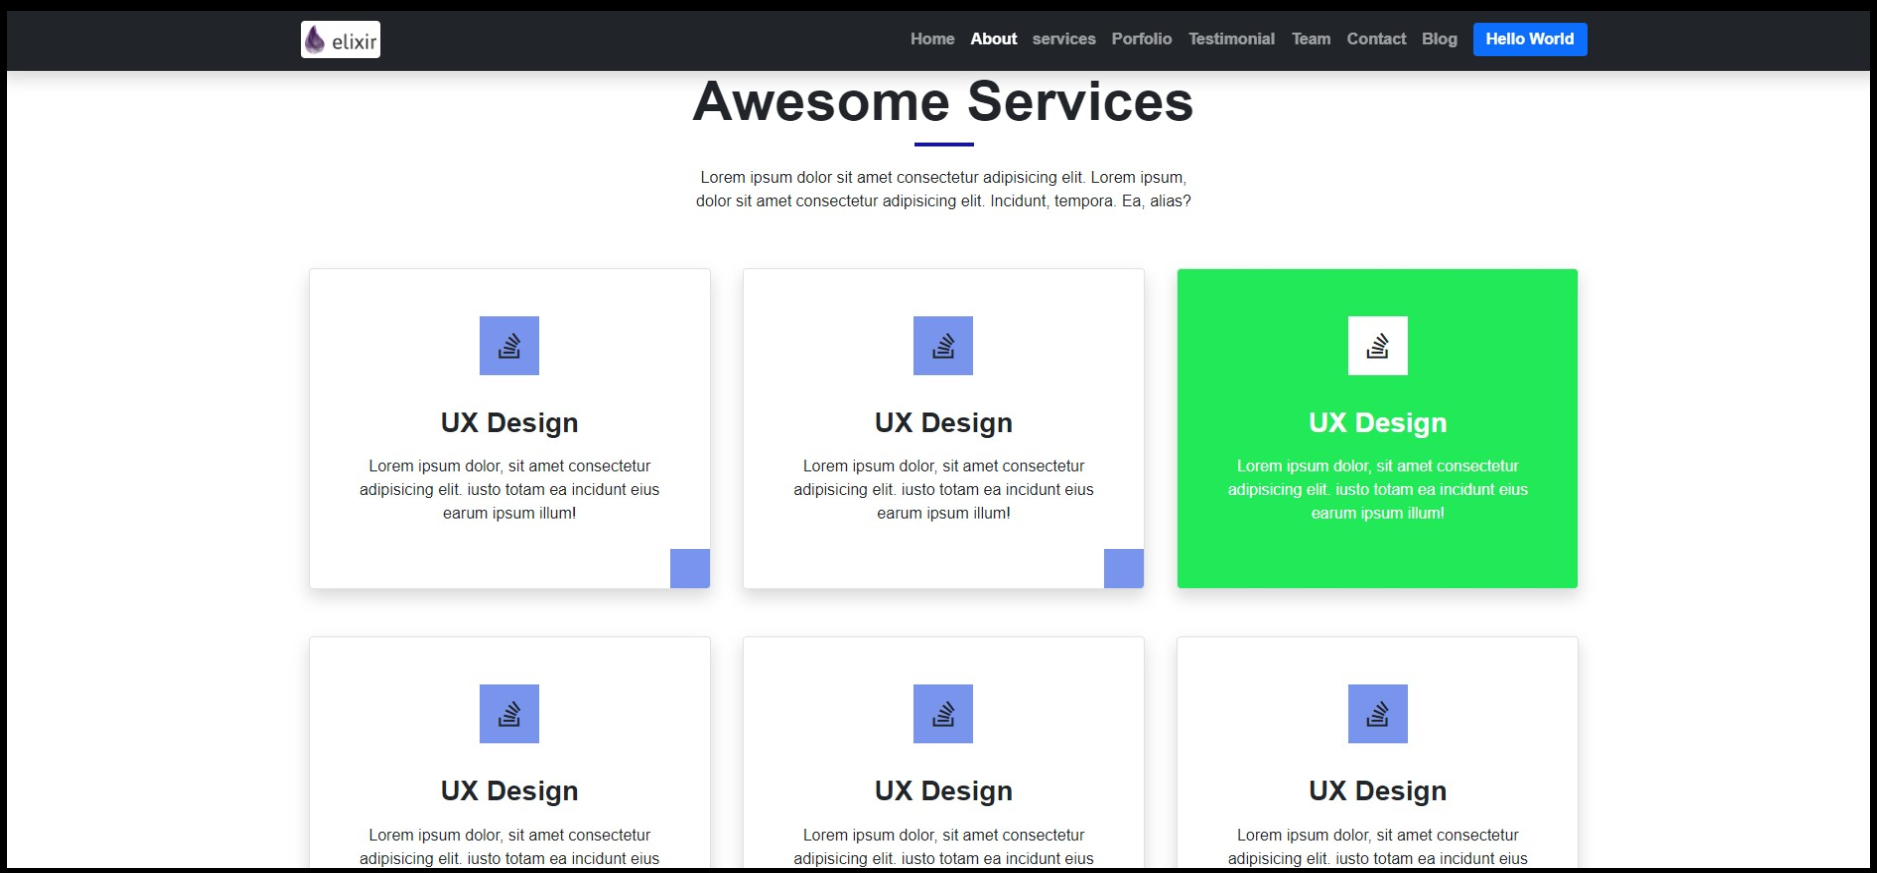 elixir
Home About services Porfolio Testimonial Team Contact Blog Hello World
Awesome Services
Lorem ipsum dolor sit amet consectetur adipisicing elit. Lorem ipsum,
dolor sit amet consectetur adipisicing elit. Incidunt, tempora. Ea, alias?
UX Design
Lorem ipsum dolor, sit amet consectetur
adipisicing elit. iusto totam ea incidunt eius
earum ipsum illum!
UX Design
Lorem ipsum dolor, sit amet consectetur
adipisicing elit. iusto totam ea incidunt eius
earum ipsum illum!
UX Design
Lorem ipsum dolor, sit amet consectetur
adipisicing elit. iusto totam ea incidunt eius
earum ipsum illum!
UX Design
Lorem ipsum dolor, sit amet consectetur
adipisicing elit. iusto totam ea incidunt eius
UX Design
Lorem ipsum dolor, sit amet consectetur
adipisicing elit. iusto totam ea incidunt eius
UX Design
Lorem ipsum dolor, sit amet consectetur
adipisicing elit. iusto totam ea incidunt eius